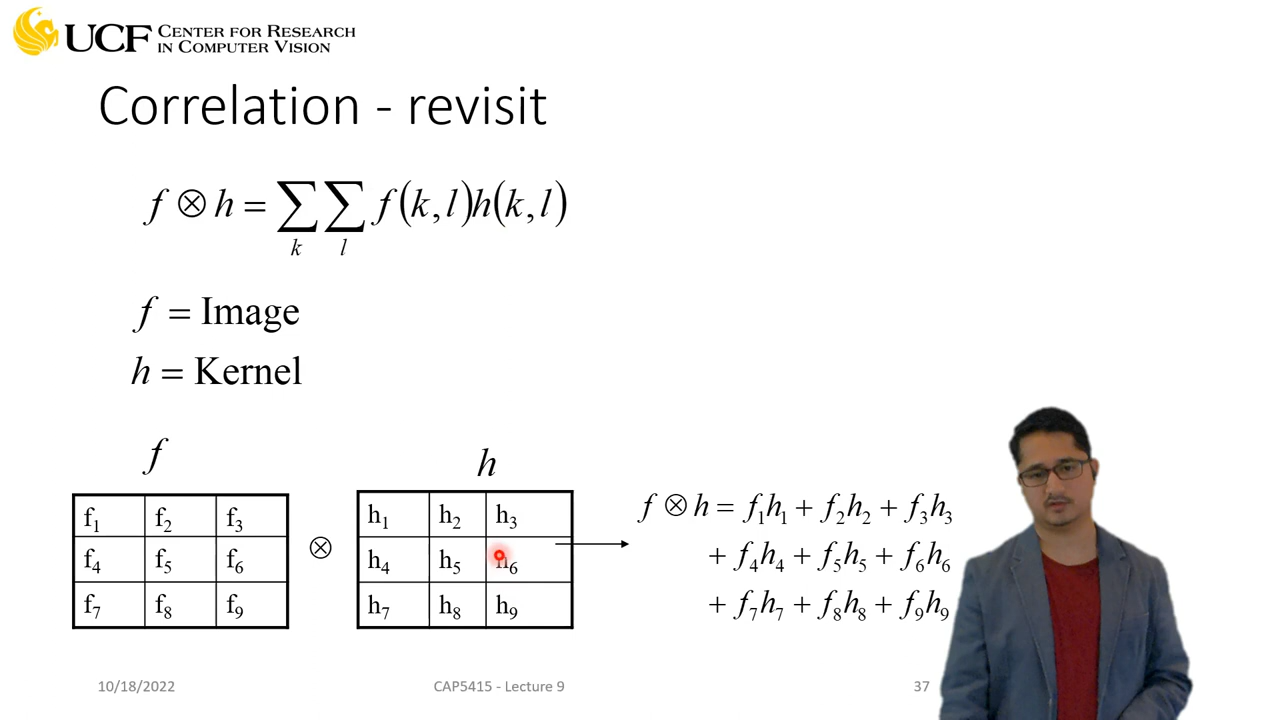 UCF CENTER FOR RESEARCH
IN COMPUTER VISION
Correlation - revisit
f ⊗ h = ∑ ∑ f(k, l)h(k, l)
k l
f = Image
h = Kernel
f h
f₁ f₂ f₃ ⊗ h₁ h₂ h₃ f ⊗ h = f₁h₁ + f₂h₂ + f₃h₃
f₄ f₅ f₆ h₄ h₅ h₆ + f₄h₄ + f₅h₅ + f₆h₆
f₇ f₈ f₉ h₇ h₈ h₉ + f₇h₇ + f₈h₈ + f₉h₉
10/18/2022 CAP5415 - Lecture 9 37